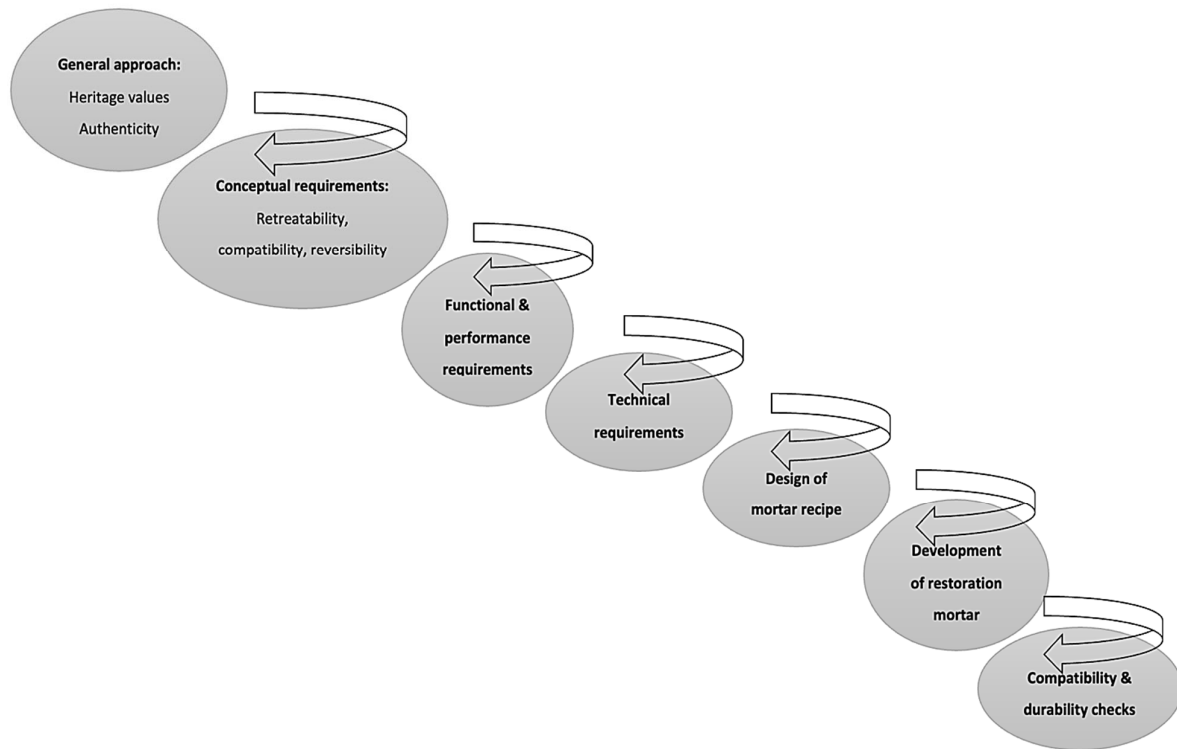 General approach:
Heritage values
Authenticity
Conceptual requirements:
Retreatability,
compatibility, reversibility
Functional &
performance
requirements
Technical
requirements
Design of
mortar recipe
Development
of restoration
mortar
Compatibility &
durability checks